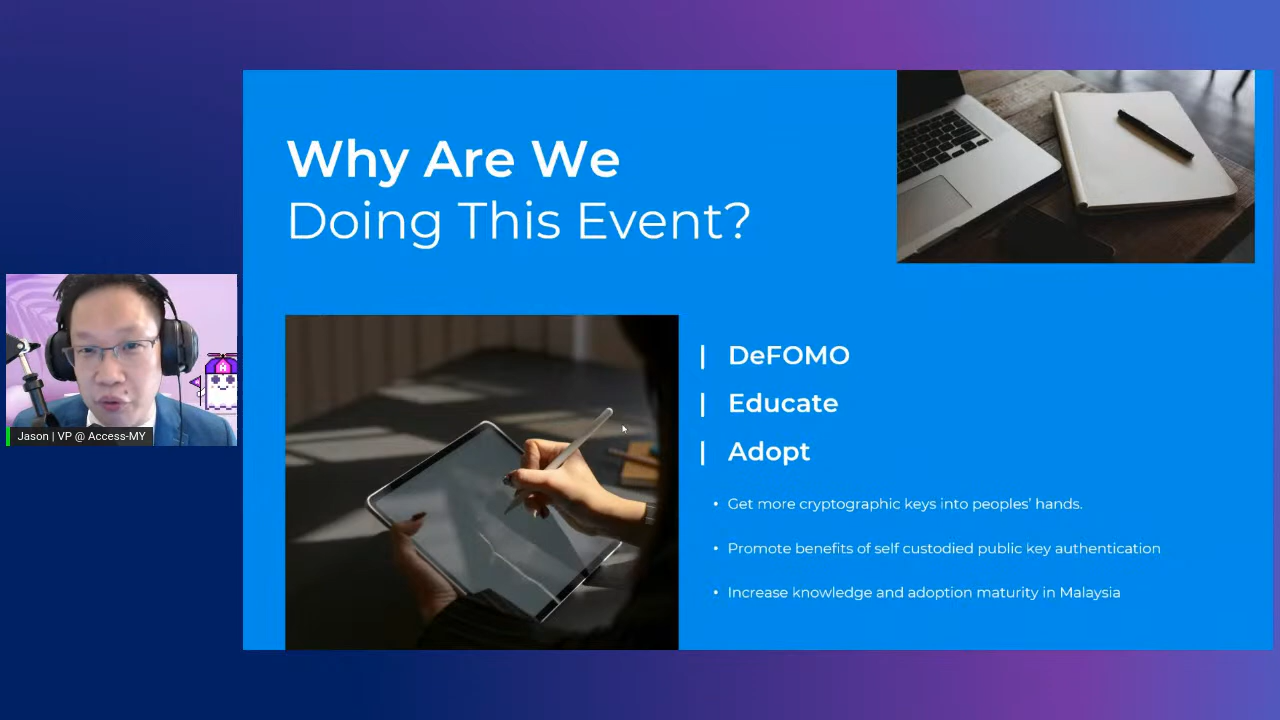 Why Are We
Doing This Event?
| DeFOMO
| Educate
| Adopt
• Get more cryptographic keys into peoples’ hands.
• Promote benefits of self custodied public key authentication
• Increase knowledge and adoption maturity in Malaysia
Jason | VP @ Access-MY